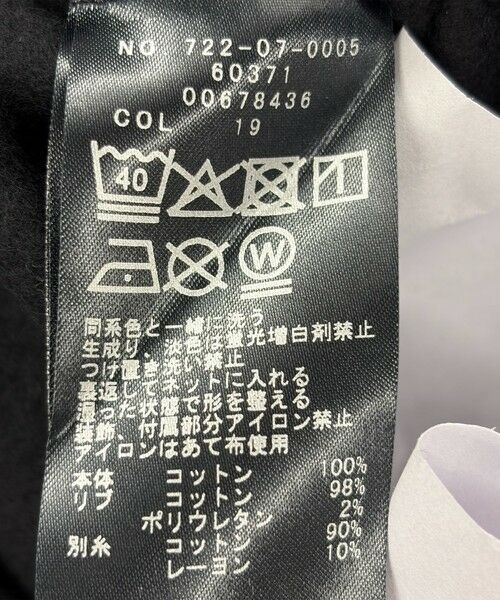 NO 722-07-0005
60371
00678436
COL 19
40
W
同系色と一緒に洗う
生成り、淡色は蛍光増白剤禁止
つけ置き洗い禁止
裏返してネットに入れる
湿った状態で形を整える
装飾、付属部分アイロン禁止
アイロンはあて布使用
本体 コットン 100%
リブ コットン 98%
ポリウレタン 2%
別糸 コットン 90%
レーヨン 10%